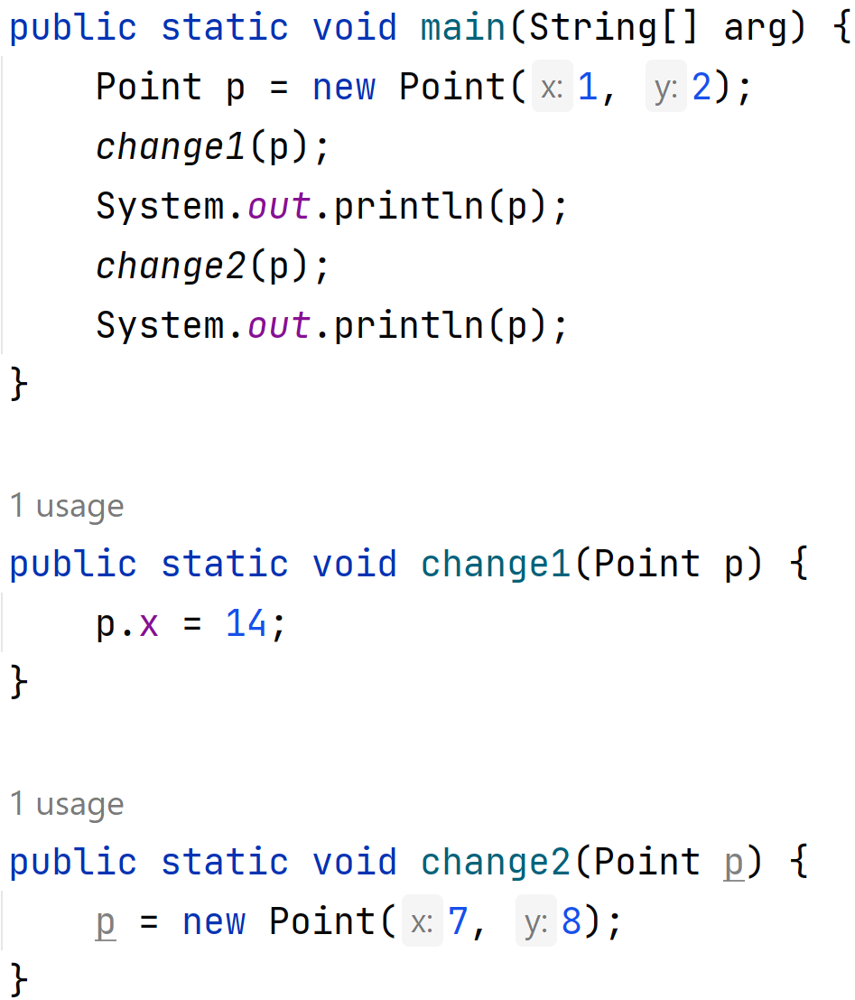 public static void main(String[] arg) {
Point p = new Point(x: 1, y: 2);
change1(p);
System.out.println(p);
change2(p);
System.out.println(p);
}
1 usage
public static void change1(Point p) {
p.x = 14;
}
1 usage
public static void change2(Point p) {
p = new Point(x: 7, y: 8);
}